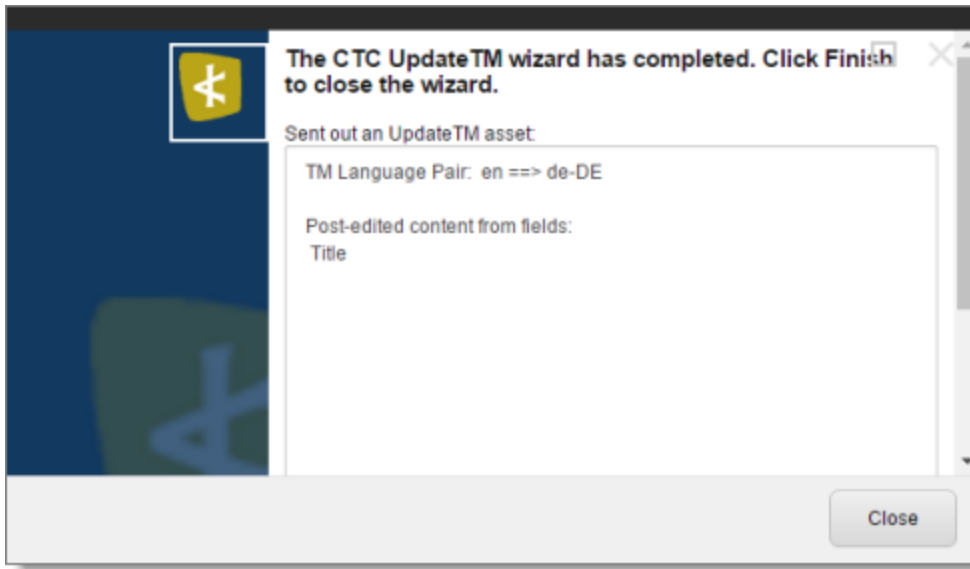 The CTC UpdateTM wizard has completed. Click Finish
to close the wizard.
Sent out an UpdateTM asset:
TM Language Pair: en ==> de-DE
Post-edited content from fields:
Title
Close